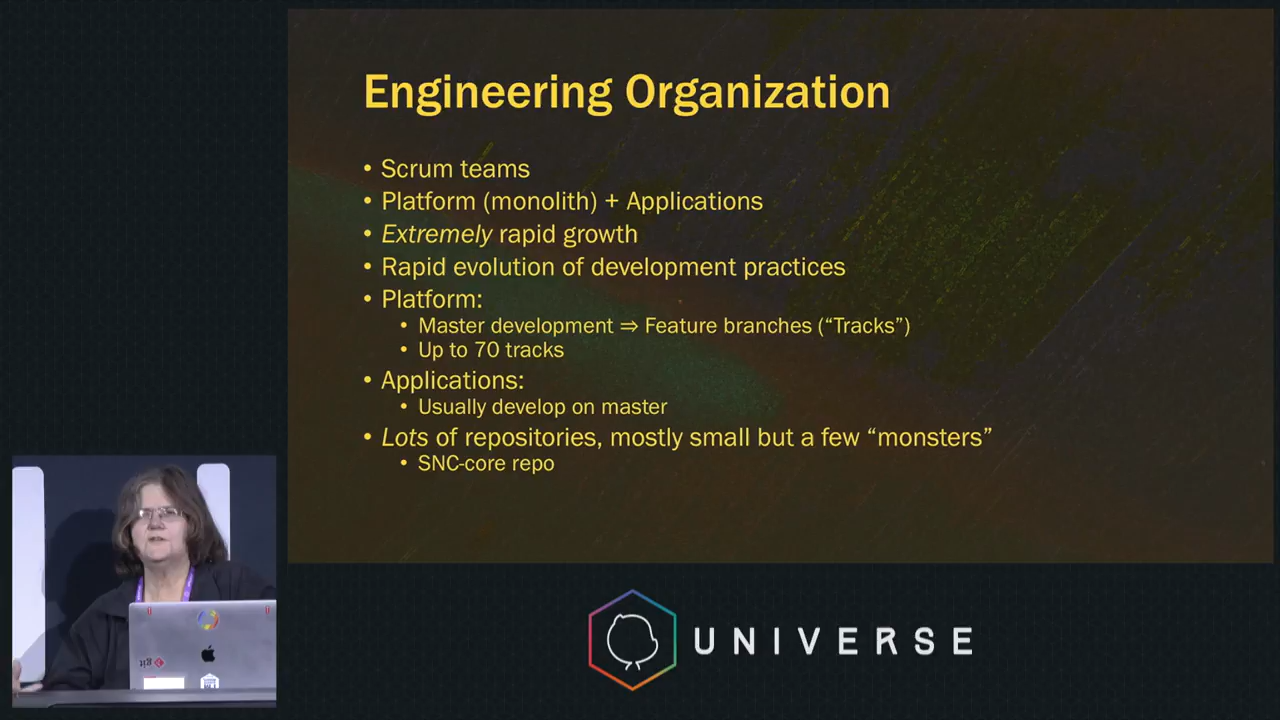 Engineering Organization
• Scrum teams
• Platform (monolith) + Applications
• Extremely rapid growth
• Rapid evolution of development practices
• Platform:
• Master development ⇒ Feature branches (“Tracks”)
• Up to 70 tracks
• Applications:
• Usually develop on master
• Lots of repositories, mostly small but a few “monsters”
• SNC-core repo
git
UNIVERSE